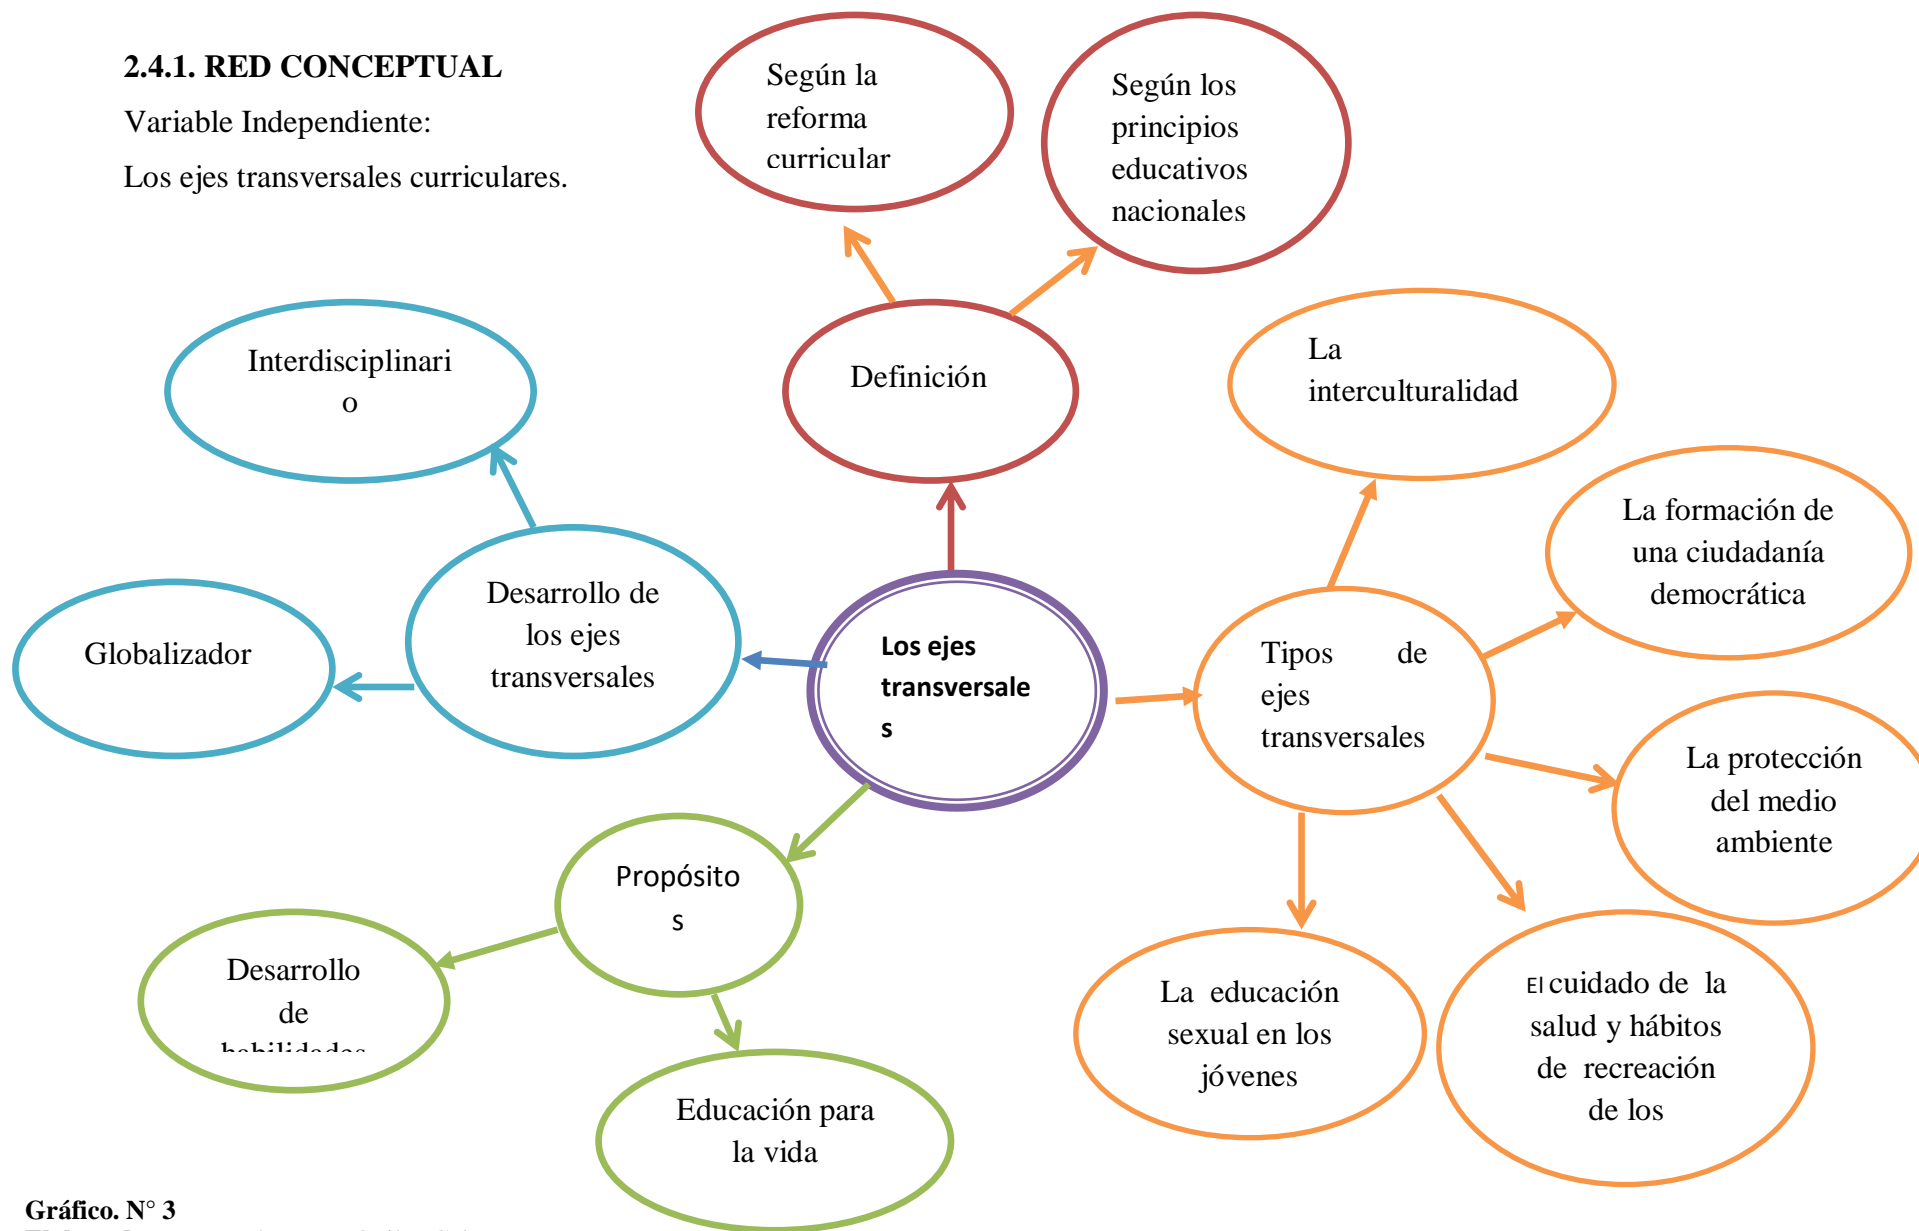 2.4.1. RED CONCEPTUAL
Variable Independiente:
Los ejes transversales curriculares.
Según la
reforma
curricular
Según los
principios
educativos
nacionales
Interdisciplinari
o
Definición
La
interculturalidad
La formación de
una ciudadanía
democrática
Desarrollo de
los ejes
transversales
Globalizador
Los ejes
transversale
s
Tipos de
ejes
transversales
La protección
del medio
ambiente
Propósito
s
Desarrollo
de
habilidades
Educación para
la vida
La educación
sexual en los
jóvenes
El cuidado de la
salud y hábitos
de recreación
de los
Gráfico. N° 3